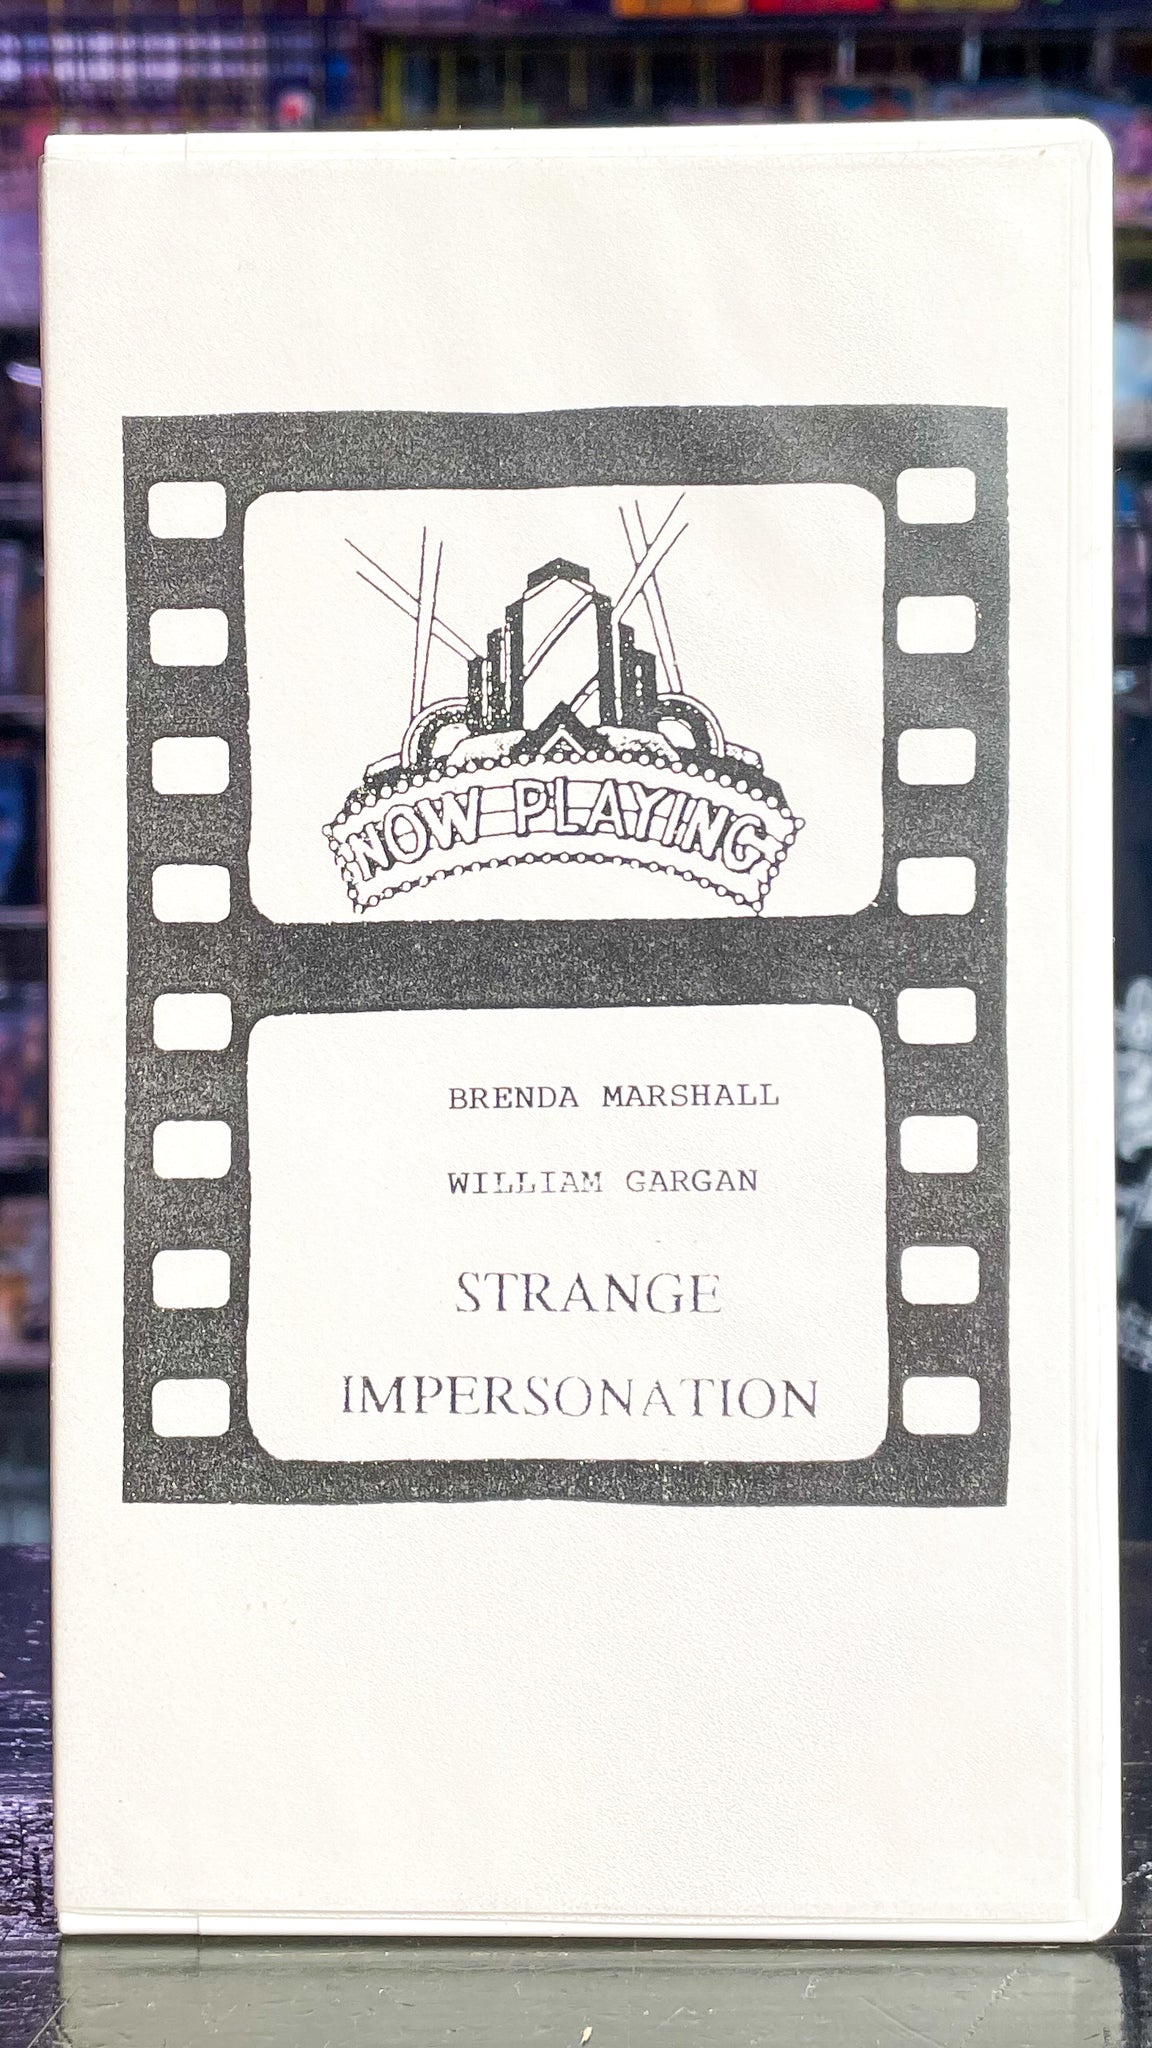 NOW PLAYING
BRENDA MARSHALL
WILLIAM GARGAN
STRANGE
IMPERSONATION